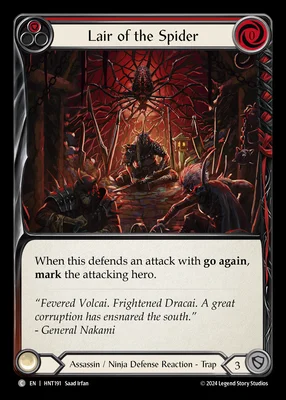 Lair of the Spider
When this defends an attack with go again,
mark the attacking hero.
“Fevered Volcai. Frightened Dracai. A great
corruption has ensnared the south.”
- General Nakami
Assassin / Ninja Defense Reaction - Trap
3
C EN | HNT191 Saad Irfan
© 2024 Legend Story Studios